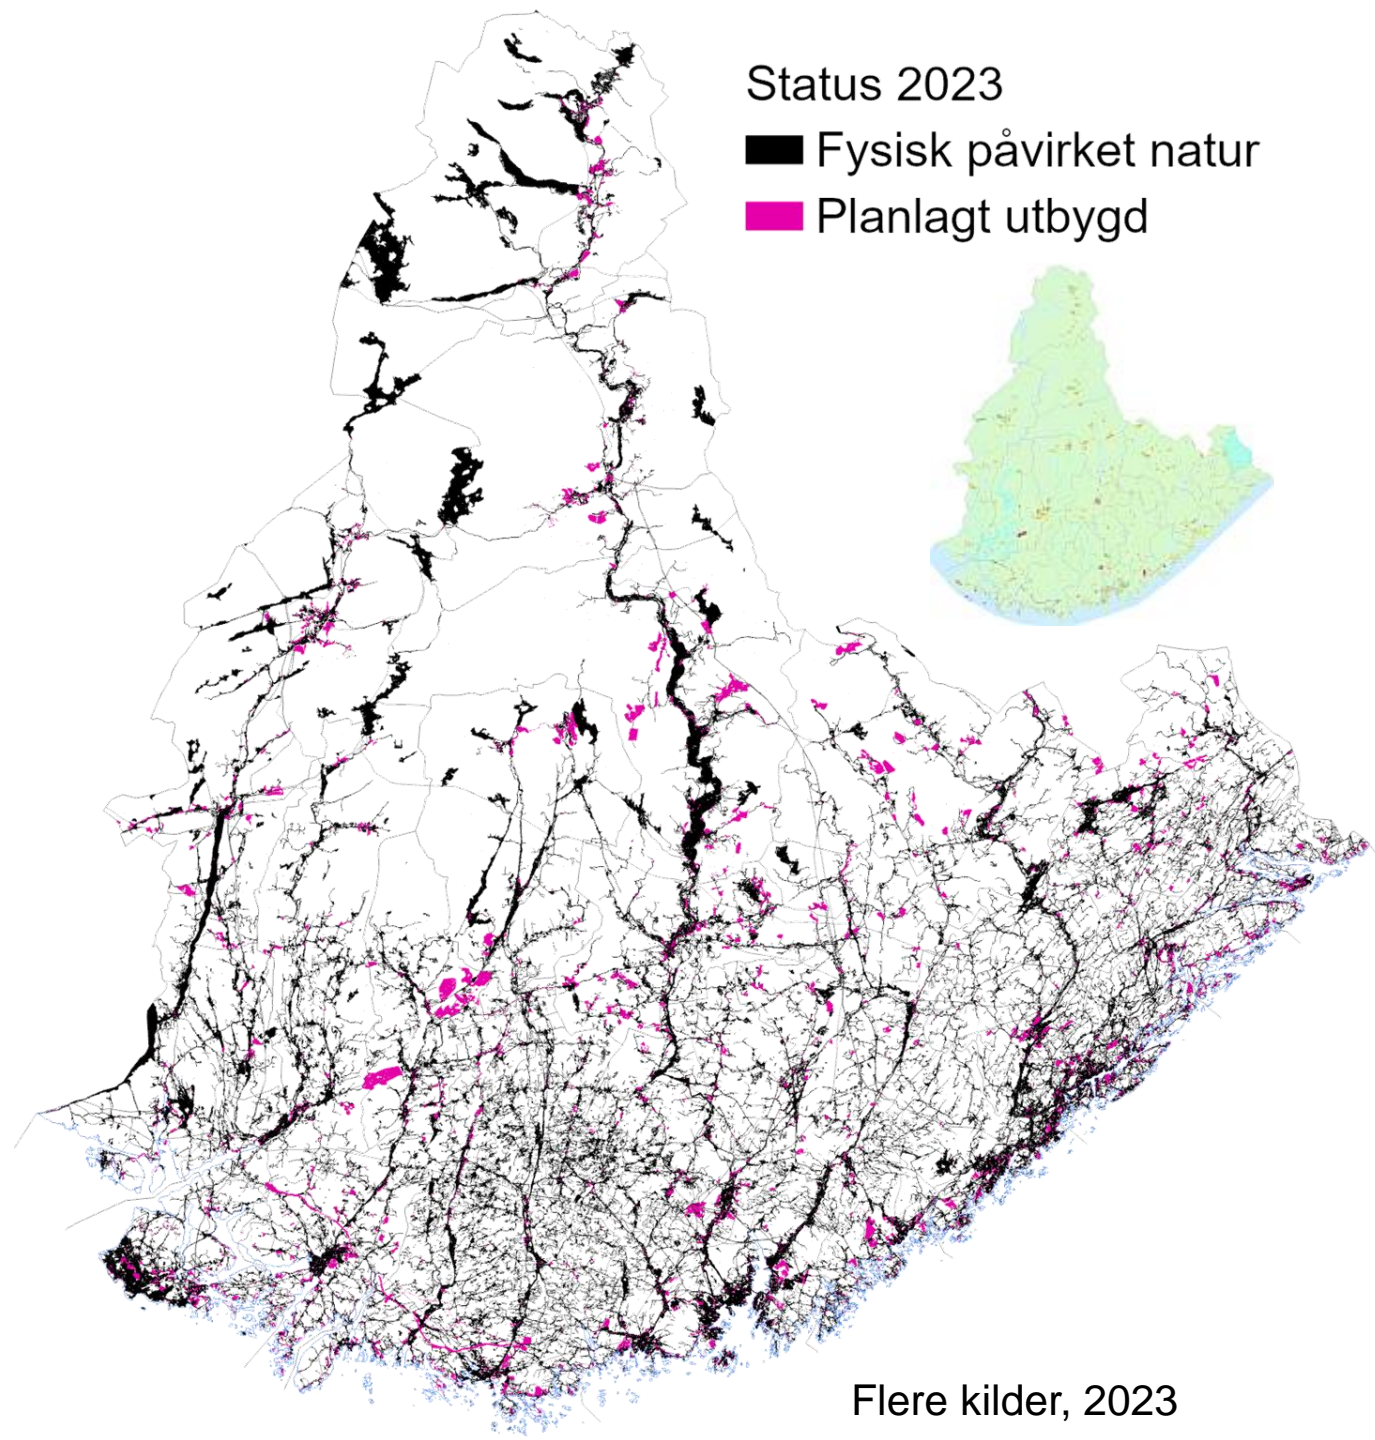 Status 2023
Fysisk påvirket natur
Planlagt utbygd
Flere kilder, 2023